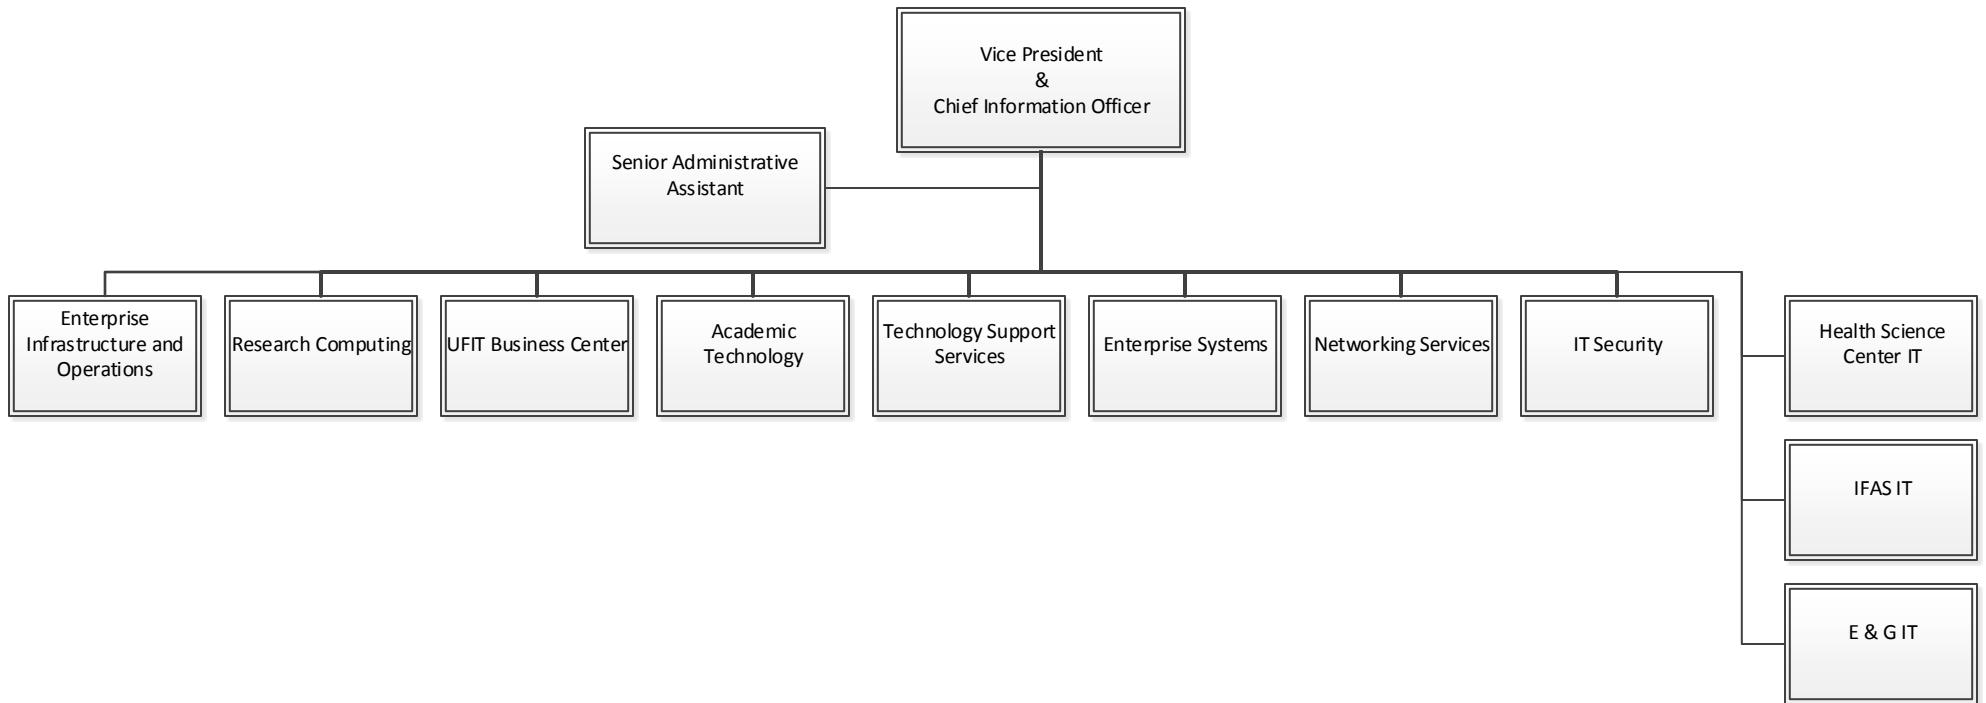 Vice President
&
Chief Information Officer
Senior Administrative
Assistant
Enterprise
Infrastructure and
Operations
Research Computing
UFIT Business Center
Academic
Technology
Technology Support
Services
Enterprise Systems
Networking Services
IT Security
Health Science
Center IT
IFAS IT
E & G IT